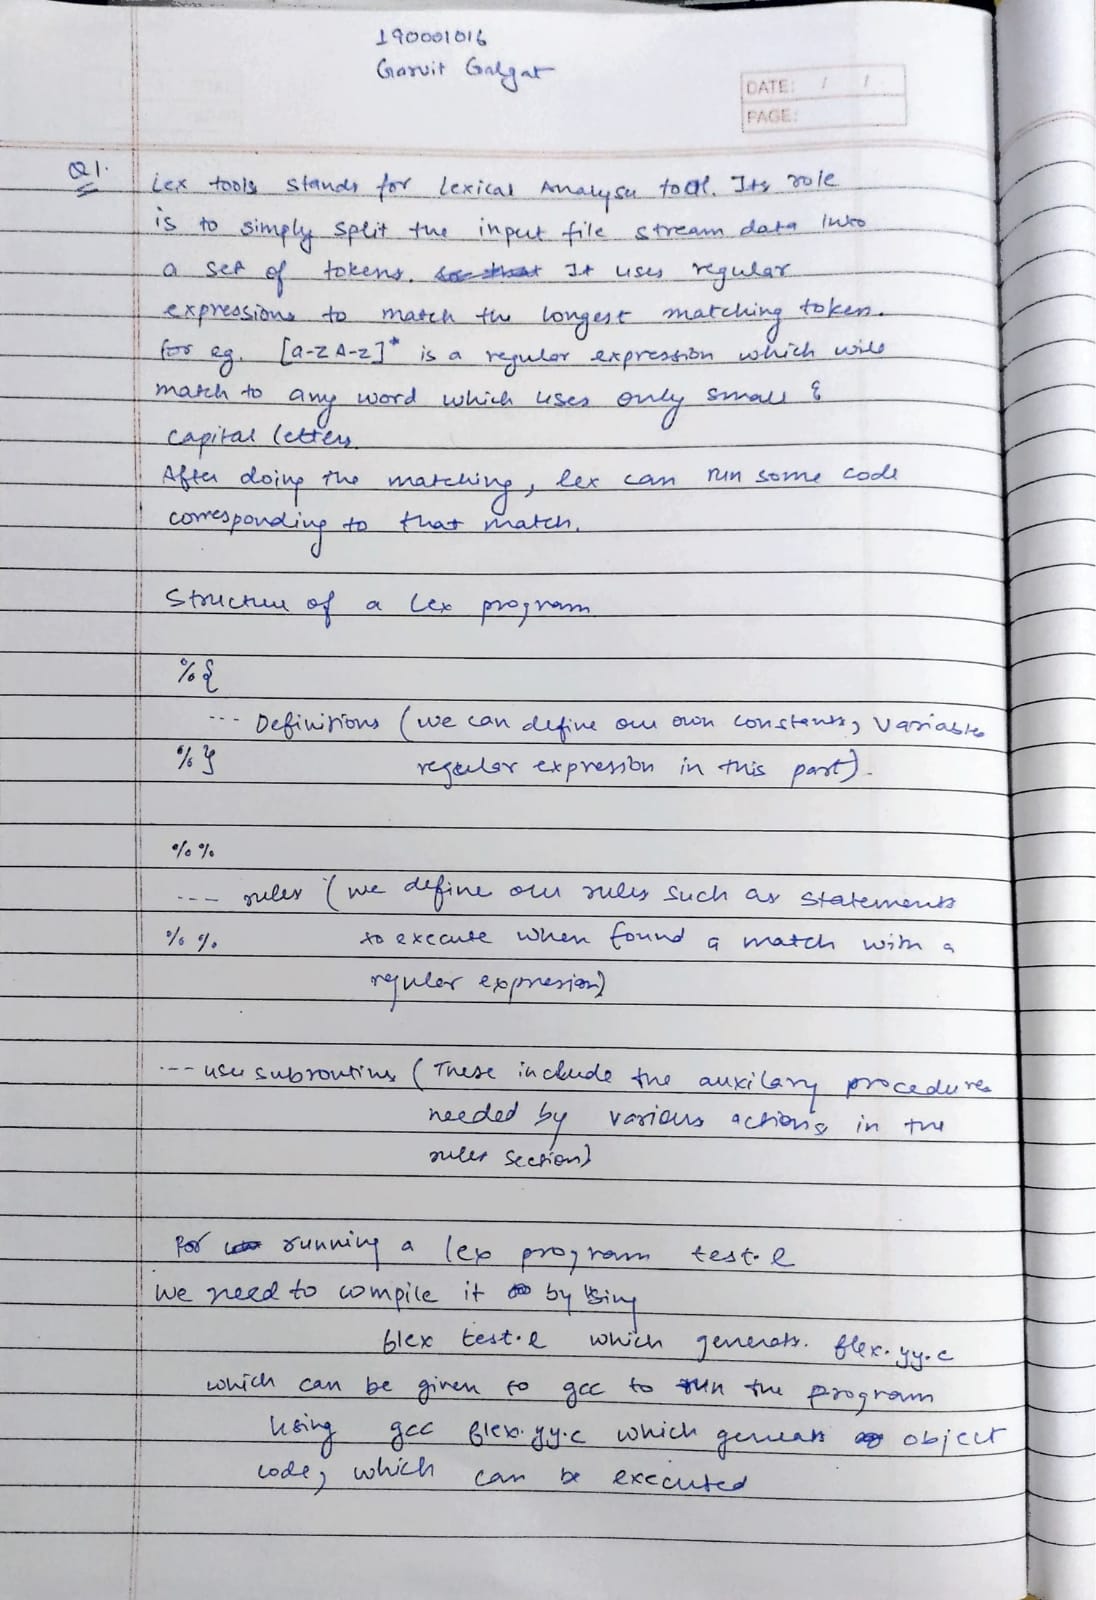 190001016
Garvit Galgat
DATE: / /
PAGE:
Q1.
Lex tools stands for Lexical Analyser tool. Its role
is to simply split the input file stream data into
a set of tokens. It uses regular
expressions to match the longest matching token.
for eg. [a-z A-Z]* is a regular expression which will
match to any word which uses only small &
capital letters.
After doing the matching, lex can run some code
corresponding to that match.
Structure of a Lex program
%{
--- Definitions (we can define our own constants, variables
%} regular expression in this part).
%%
--- rules (we define our rules such as statements
%% to execute when found a match with a
regular expression)
--- user subroutins (These include the auxilary procedures
needed by various actions in the
rules section)
For running a lex program test.l
we need to compile it by using
flex test.l which generats. flex.yy.c
which can be given to gcc to run the program
Using gcc flex.yy.c which generats object
code, which can be executed